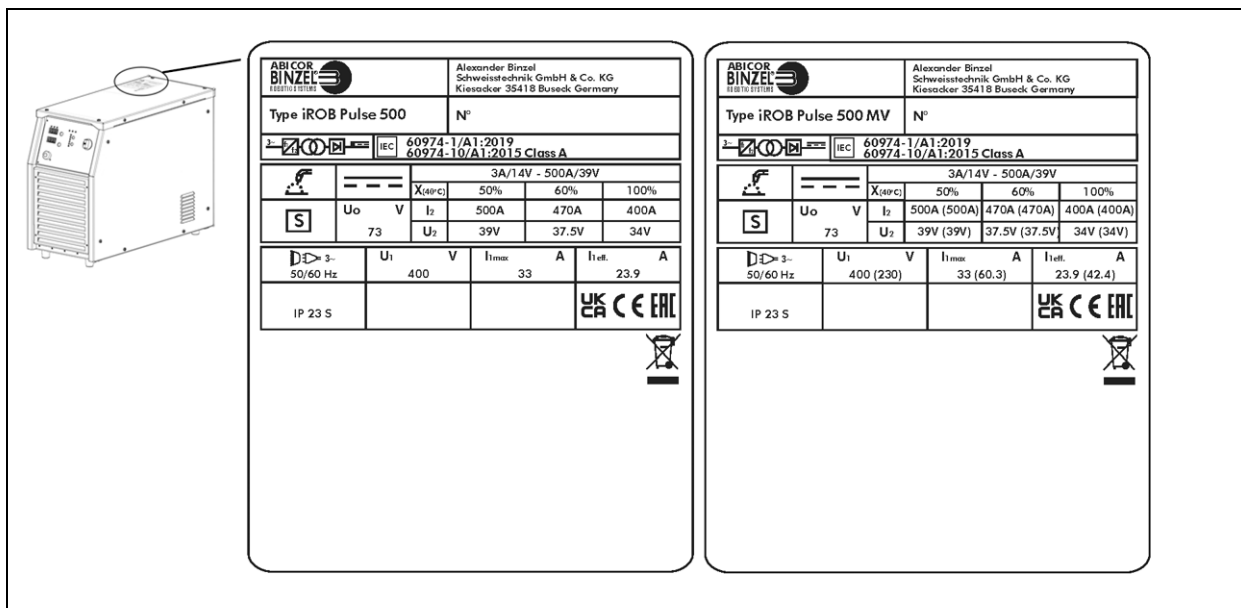 ABICOR
BINZEL®
ROBOTIC SYSTEMS
Alexander Binzel
Schweisstechnik GmbH & Co. KG
Kiesacker 35418 Buseck Germany
Type iROB Pulse 500
N°
3~
IEC
60974-1/A1:2019
60974-10/A1:2015 Class A
3A/14V - 500A/39V
X(40°C) 50% 60% 100%
S
U0 V
73
I2 500A 470A 400A
U2 39V 37.5V 34V
3~
50/60 Hz
U1 V
400
I1max A
33
I1eff. A
23.9
IP 23 S
UK
CA CE EAC
ABICOR
BINZEL®
ROBOTIC SYSTEMS
Alexander Binzel
Schweisstechnik GmbH & Co. KG
Kiesacker 35418 Buseck Germany
Type iROB Pulse 500 MV
N°
3~
IEC
60974-1/A1:2019
60974-10/A1:2015 Class A
3A/14V - 500A/39V
X(40°C) 50% 60% 100%
S
U0 V
73
I2 500A (500A) 470A (470A) 400A (400A)
U2 39V (39V) 37.5V (37.5V) 34V (34V)
3~
50/60 Hz
U1 V
400 (230)
I1max A
33 (60.3)
I1eff. A
23.9 (42.4)
IP 23 S
UK
CA CE EAC